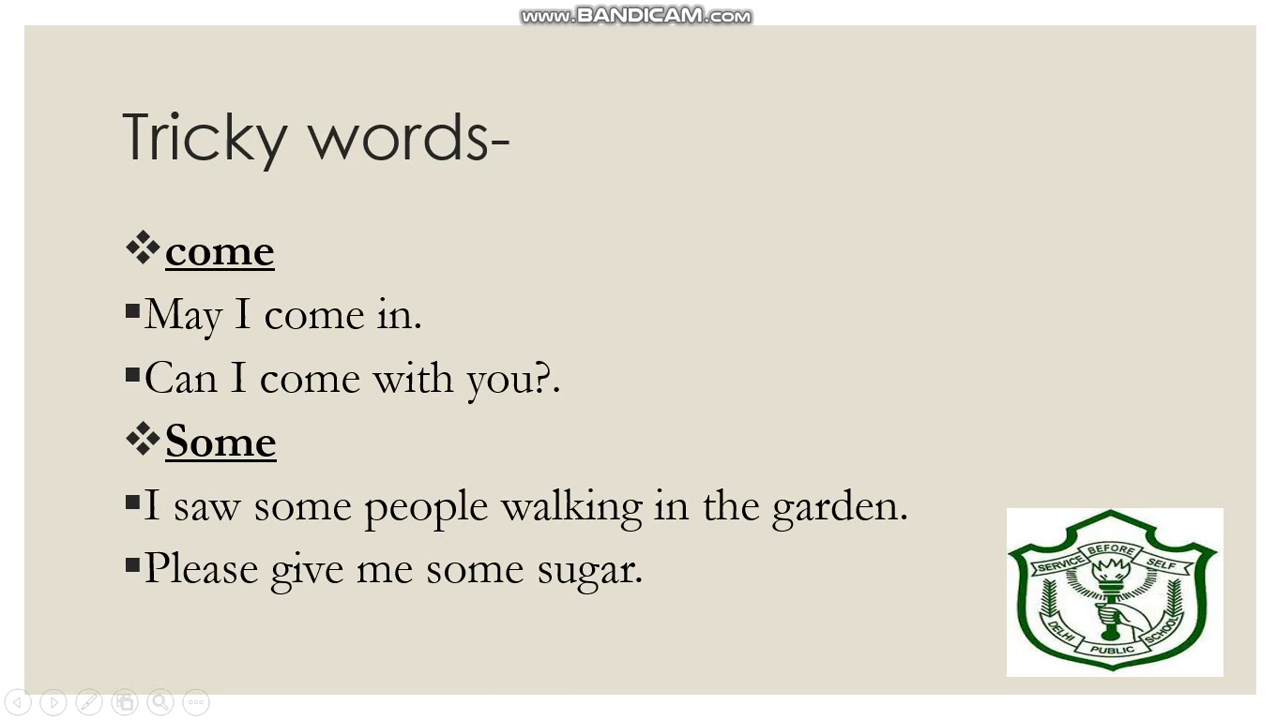 www.BANDICAM.com
Tricky words-
come
May I come in.
Can I come with you?.
Some
I saw some people walking in the garden.
Please give me some sugar.
SERVICE BEFORE SELF
DELHI PUBLIC SCHOOL